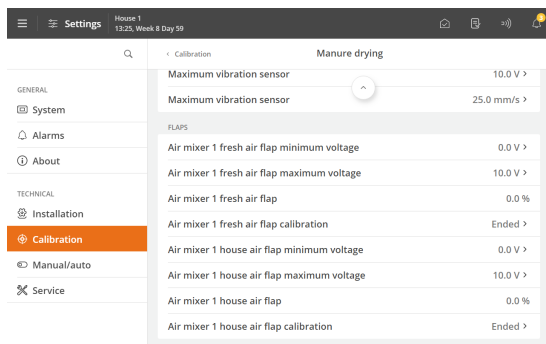 Settings
House 1
13:25, Week 8 Day 59
3
Calibration
Manure drying
GENERAL
System
Alarms
About
TECHNICAL
Installation
Calibration
Manual/auto
Service
Maximum vibration sensor 10.0 V
Maximum vibration sensor 25.0 mm/s
FLAPS
Air mixer 1 fresh air flap minimum voltage 0.0 V
Air mixer 1 fresh air flap maximum voltage 10.0 V
Air mixer 1 fresh air flap 0.0 %
Air mixer 1 fresh air flap calibration Ended
Air mixer 1 house air flap minimum voltage 0.0 V
Air mixer 1 house air flap maximum voltage 10.0 V
Air mixer 1 house air flap 0.0 %
Air mixer 1 house air flap calibration Ended